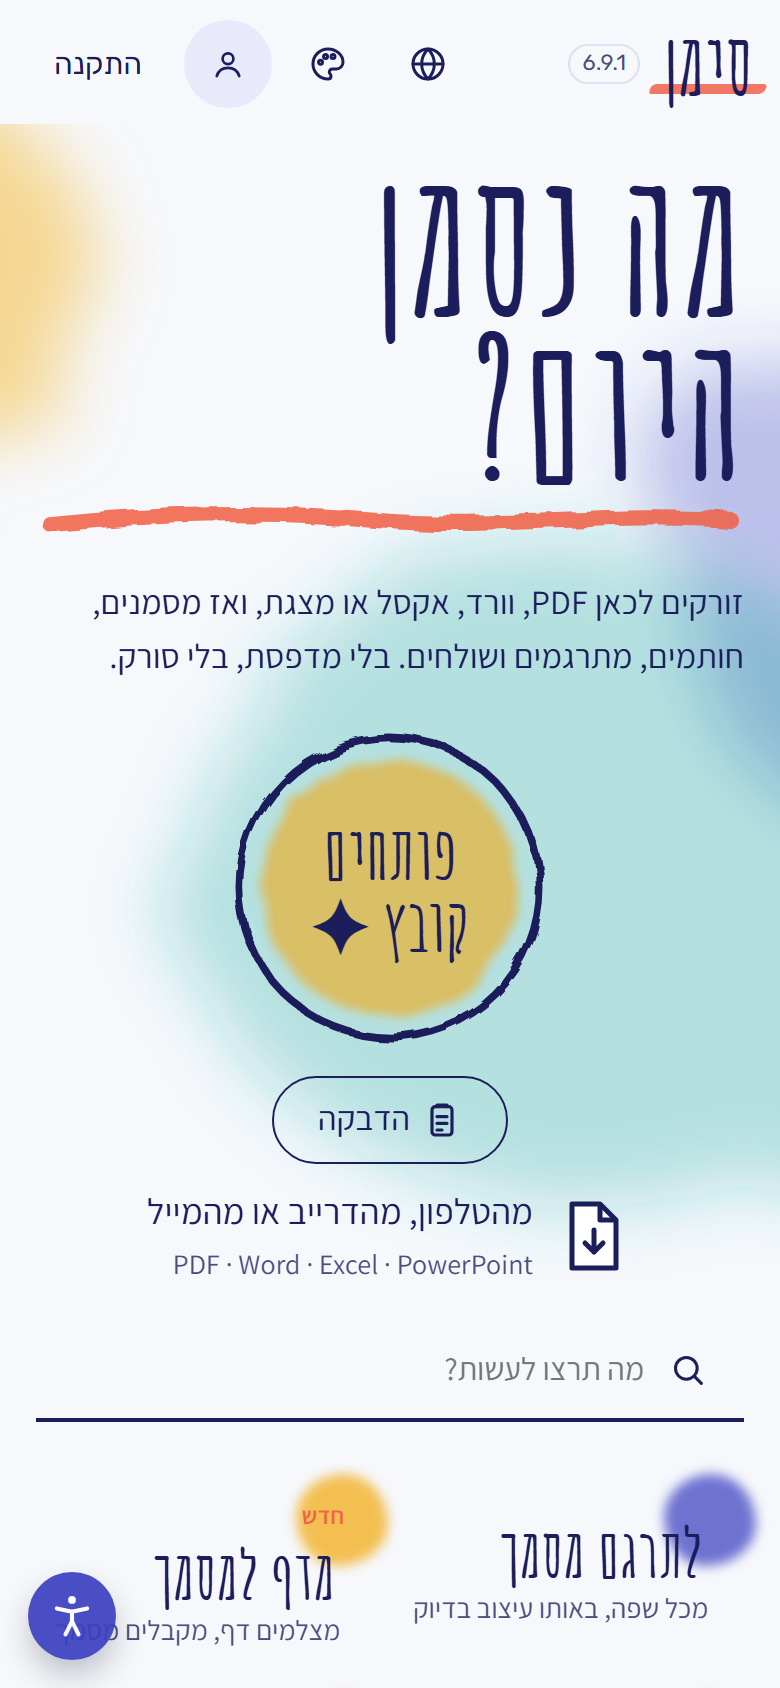 סימן
6.9.1
התקנה
מה נסמן
היום?
זורקים לכאן PDF, וורד, אקסל או מצגת, ואז מסמנים,
חותמים, מתרגמים ושולחים. בלי מדפסת, בלי סורק.
פותחים
קובץ
הדבקה
מהטלפון, מהדרייב או מהמייל
PDF · Word · Excel · PowerPoint
מה תרצו לעשות?
לתרגם מסמך
מכל שפה, באותו עיצוב בדיוק
חדש
מדף למסמך
מצלמים דף, מקבלים מסמך